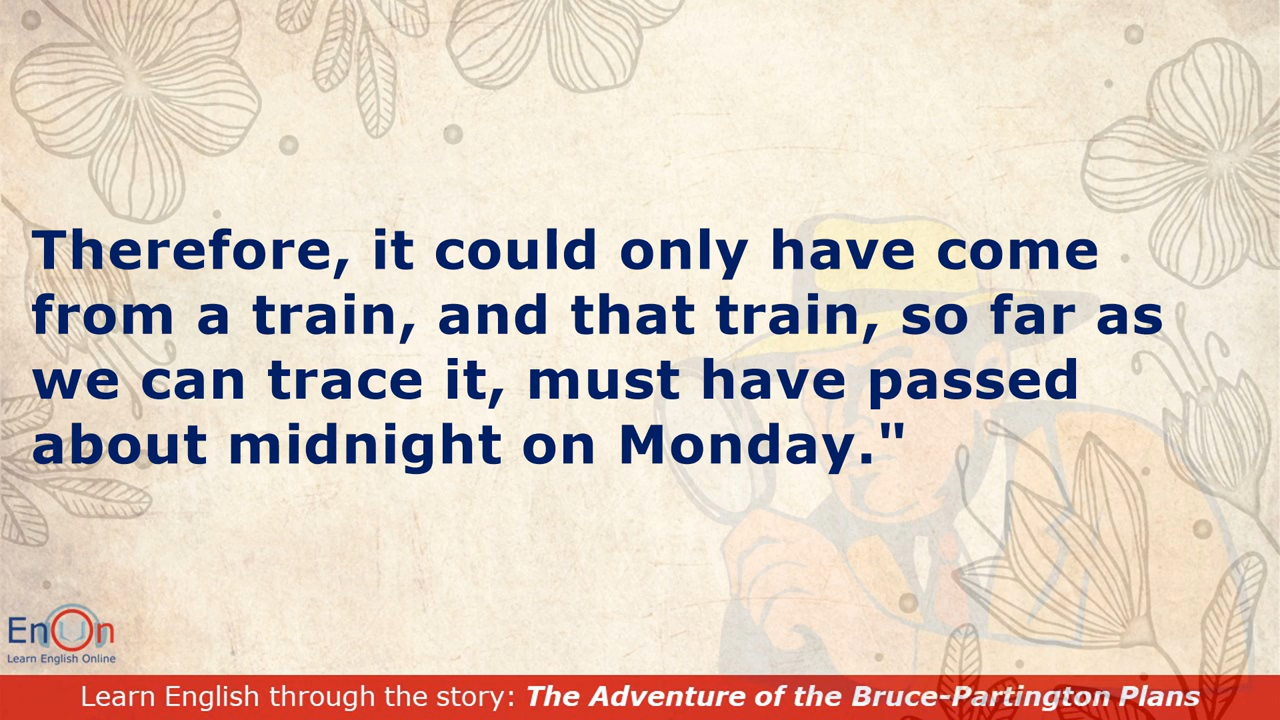 Therefore, it could only have come
from a train, and that train, so far as
we can trace it, must have passed
about midnight on Monday."
EnOn
Learn English Online
Learn English through the story: The Adventure of the Bruce-Partington Plans